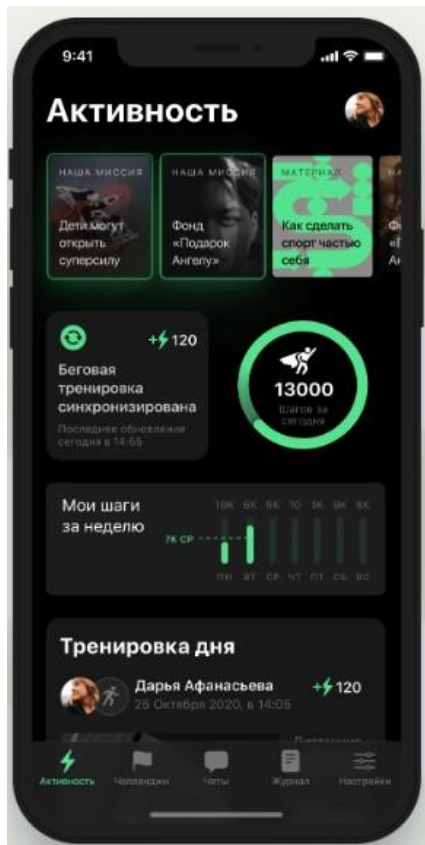 9:41
Активность
НАША МИССИЯ
Дети могут
открыть
суперсилу
НАША МИССИЯ
Фонд
«Подарок
Ангелу»
МАТЕРИАЛ
Как сделать
спорт частью
себя
+120
Беговая
тренировка
синхронизирована
Последнее обновление
сегодня в 14:55
13000
Шагов за
сегодня
Мои шаги
за неделю
6K
7K СР
ПН ВТ СР ЧТ ПТ СБ ВС
Тренировка дня
Дарья Афанасьева
+120
25 Октября 2020, в 14:05
Активность
Челленджи
Чаты
Журнал
Настройки